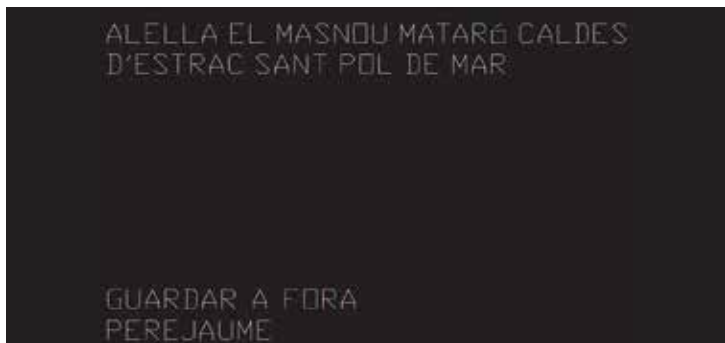 ALELLA EL MASNOU MATARó CALDES
D'ESTRAC SANT POL DE MAR
GUARDAR A FORA
PEREJAUME